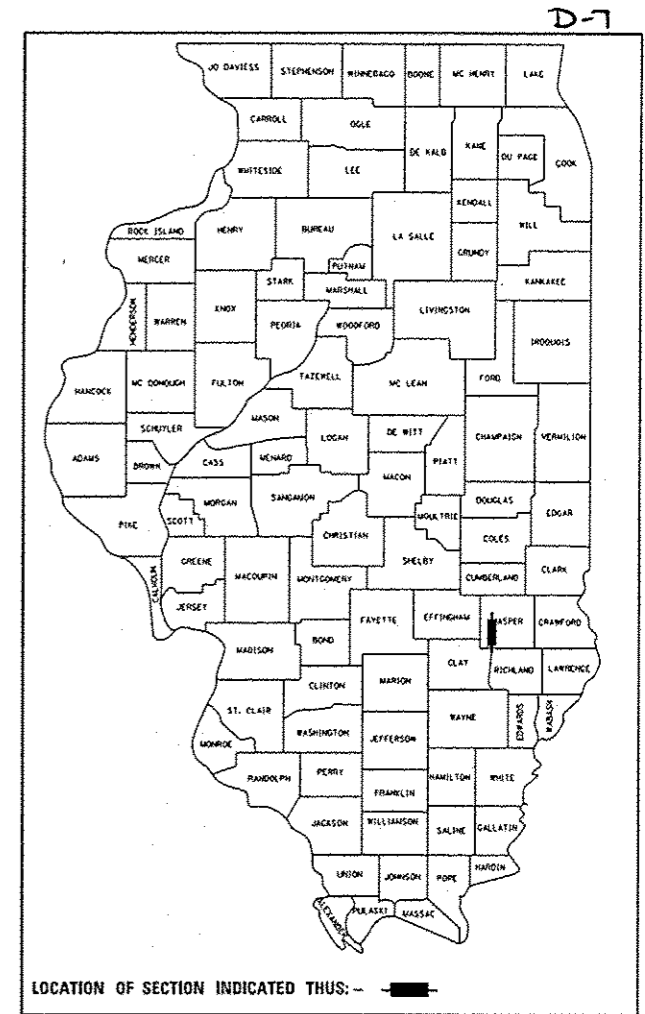 D-7
JO DAVIESS STEPHENSON WINNEBAGO BOONE MC HENRY LAKE
CARROLL OGLE KANE
DE KALB DU PAGE COOK
WHITESIDE LEE
KENDALL WILL
ROCK ISLAND HENRY BUREAU LA SALLE GRUNDY
MERCER PUTNAM
STARK MARSHALL KANKAKEE
HENDERSON WARREN KNOX PEORIA WOODFORD LIVINGSTON IROQUOIS
HANCOCK MC DONOUGH FULTON TAZEWELL MC LEAN FORD
MASON
SCHUYLER LOGAN DE WITT CHAMPAIGN VERMILION
ADAMS BROWN CASS MENARD PIATT
MACON
PIKE SCOTT MORGAN SANGAMON MOULTRIE DOUGLAS EDGAR
CHRISTIAN COLES
GREENE SHELBY
CALHOUN MACOUPIN MONTGOMERY CUMBERLAND CLARK
JERSEY
FAYETTE EFFINGHAM JASPER CRAWFORD
MADISON BOND
CLAY RICHLAND LAWRENCE
CLINTON MARION
ST. CLAIR WAYNE EDWARDS WABASH
WASHINGTON JEFFERSON
MONROE
RANDOLPH PERRY HAMILTON WHITE
FRANKLIN
JACKSON WILLIAMSON SALINE GALLATIN
UNION JOHNSON POPE HARDIN
ALEXANDER PULASKI MASSAC
LOCATION OF SECTION INDICATED THUS: -